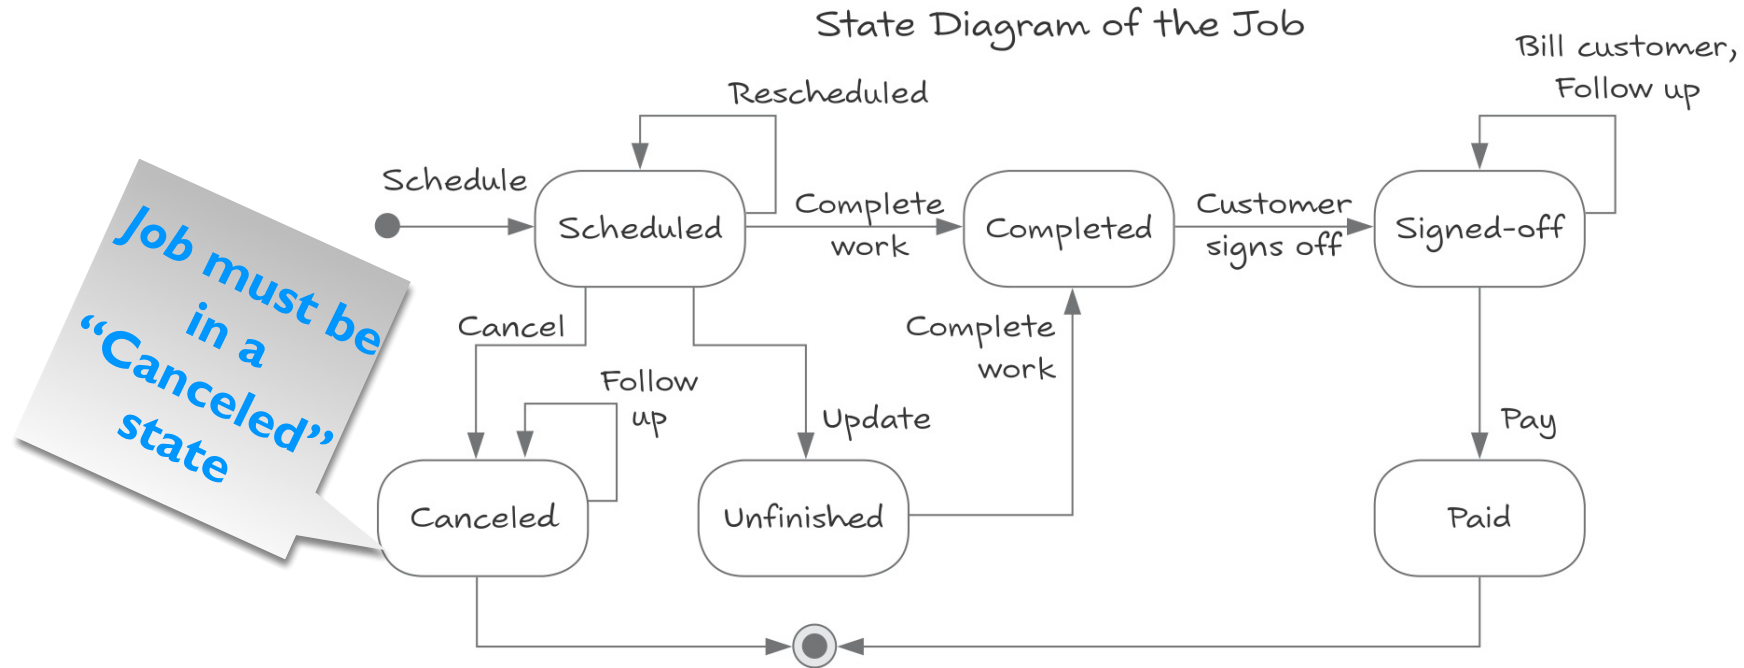 State Diagram of the Job
Bill customer,
Follow up
Rescheduled
Schedule
Scheduled
Complete
work
Completed
Customer
signs off
Signed-off
Job must be
in a
“Canceled”
state
Cancel
Follow
up
Update
Complete
work
Pay
Canceled
Unfinished
Paid